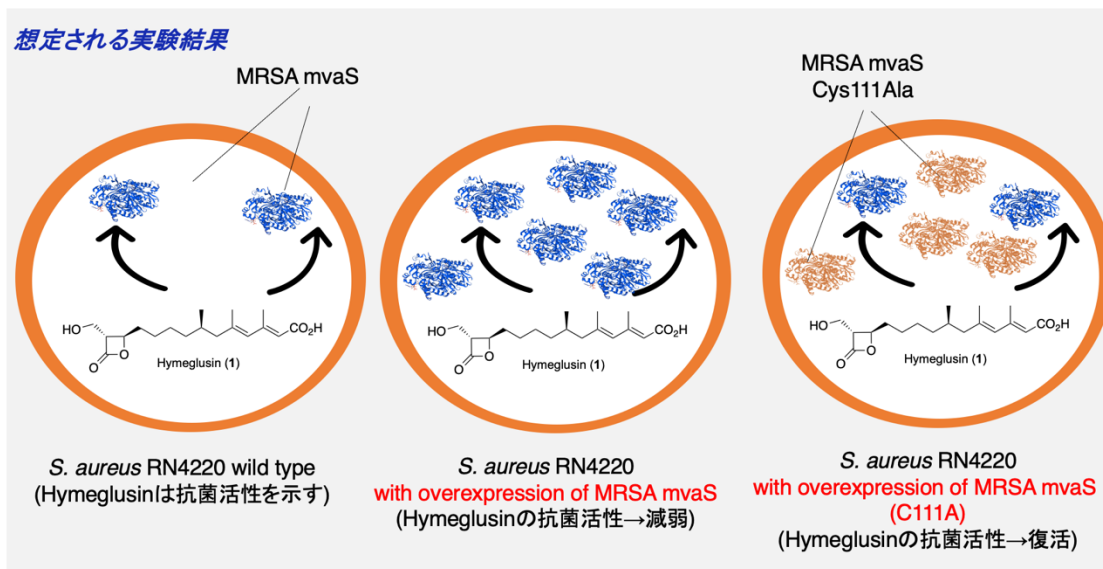 想定される実験結果
MRSA mvaS
MRSA mvaS
Cys111Ala
HO
O
O
CO₂H
Hymeglusin (1)
HO
O
O
CO₂H
Hymeglusin (1)
HO
O
O
CO₂H
Hymeglusin (1)
S. aureus RN4220 wild type
(Hymeglusinは抗菌活性を示す)
S. aureus RN4220
with overexpression of MRSA mvaS
(Hymeglusinの抗菌活性→減弱)
S. aureus RN4220
with overexpression of MRSA mvaS
(C111A)
(Hymeglusinの抗菌活性→復活)